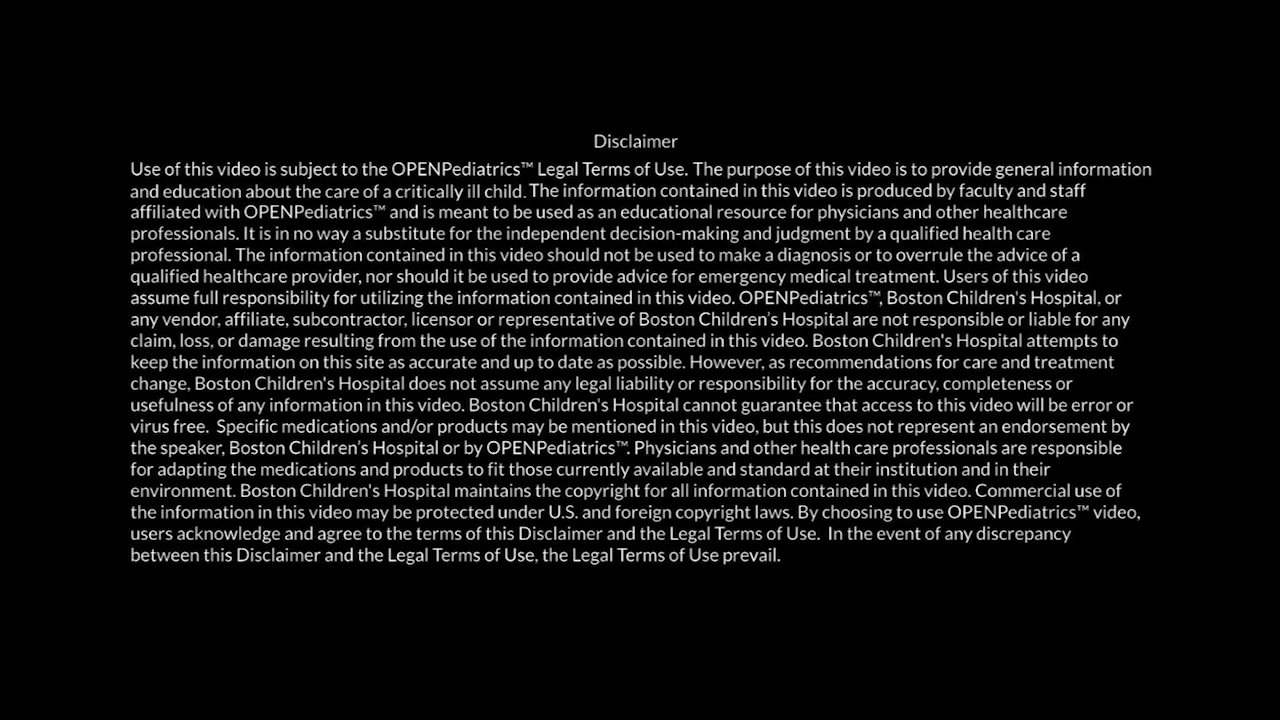 Disclaimer
Use of this video is subject to the OPENPediatrics™ Legal Terms of Use. The purpose of this video is to provide general information
and education about the care of a critically ill child. The information contained in this video is produced by faculty and staff
affiliated with OPENPediatrics™ and is meant to be used as an educational resource for physicians and other healthcare
professionals. It is in no way a substitute for the independent decision-making and judgment by a qualified health care
professional. The information contained in this video should not be used to make a diagnosis or to overrule the advice of a
qualified healthcare provider, nor should it be used to provide advice for emergency medical treatment. Users of this video
assume full responsibility for utilizing the information contained in this video. OPENPediatrics™, Boston Children's Hospital, or
any vendor, affiliate, subcontractor, licensor or representative of Boston Children’s Hospital are not responsible or liable for any
claim, loss, or damage resulting from the use of the information contained in this video. Boston Children's Hospital attempts to
keep the information on this site as accurate and up to date as possible. However, as recommendations for care and treatment
change, Boston Children's Hospital does not assume any legal liability or responsibility for the accuracy, completeness or
usefulness of any information in this video. Boston Children's Hospital cannot guarantee that access to this video will be error or
virus free.  Specific medications and/or products may be mentioned in this video, but this does not represent an endorsement by
the speaker, Boston Children’s Hospital or by OPENPediatrics™. Physicians and other health care professionals are responsible
for adapting the medications and products to fit those currently available and standard at their institution and in their
environment. Boston Children's Hospital maintains the copyright for all information contained in this video. Commercial use of
the information in this video may be protected under U.S. and foreign copyright laws. By choosing to use OPENPediatrics™ video,
users acknowledge and agree to the terms of this Disclaimer and the Legal Terms of Use.  In the event of any discrepancy
between this Disclaimer and the Legal Terms of Use, the Legal Terms of Use prevail.